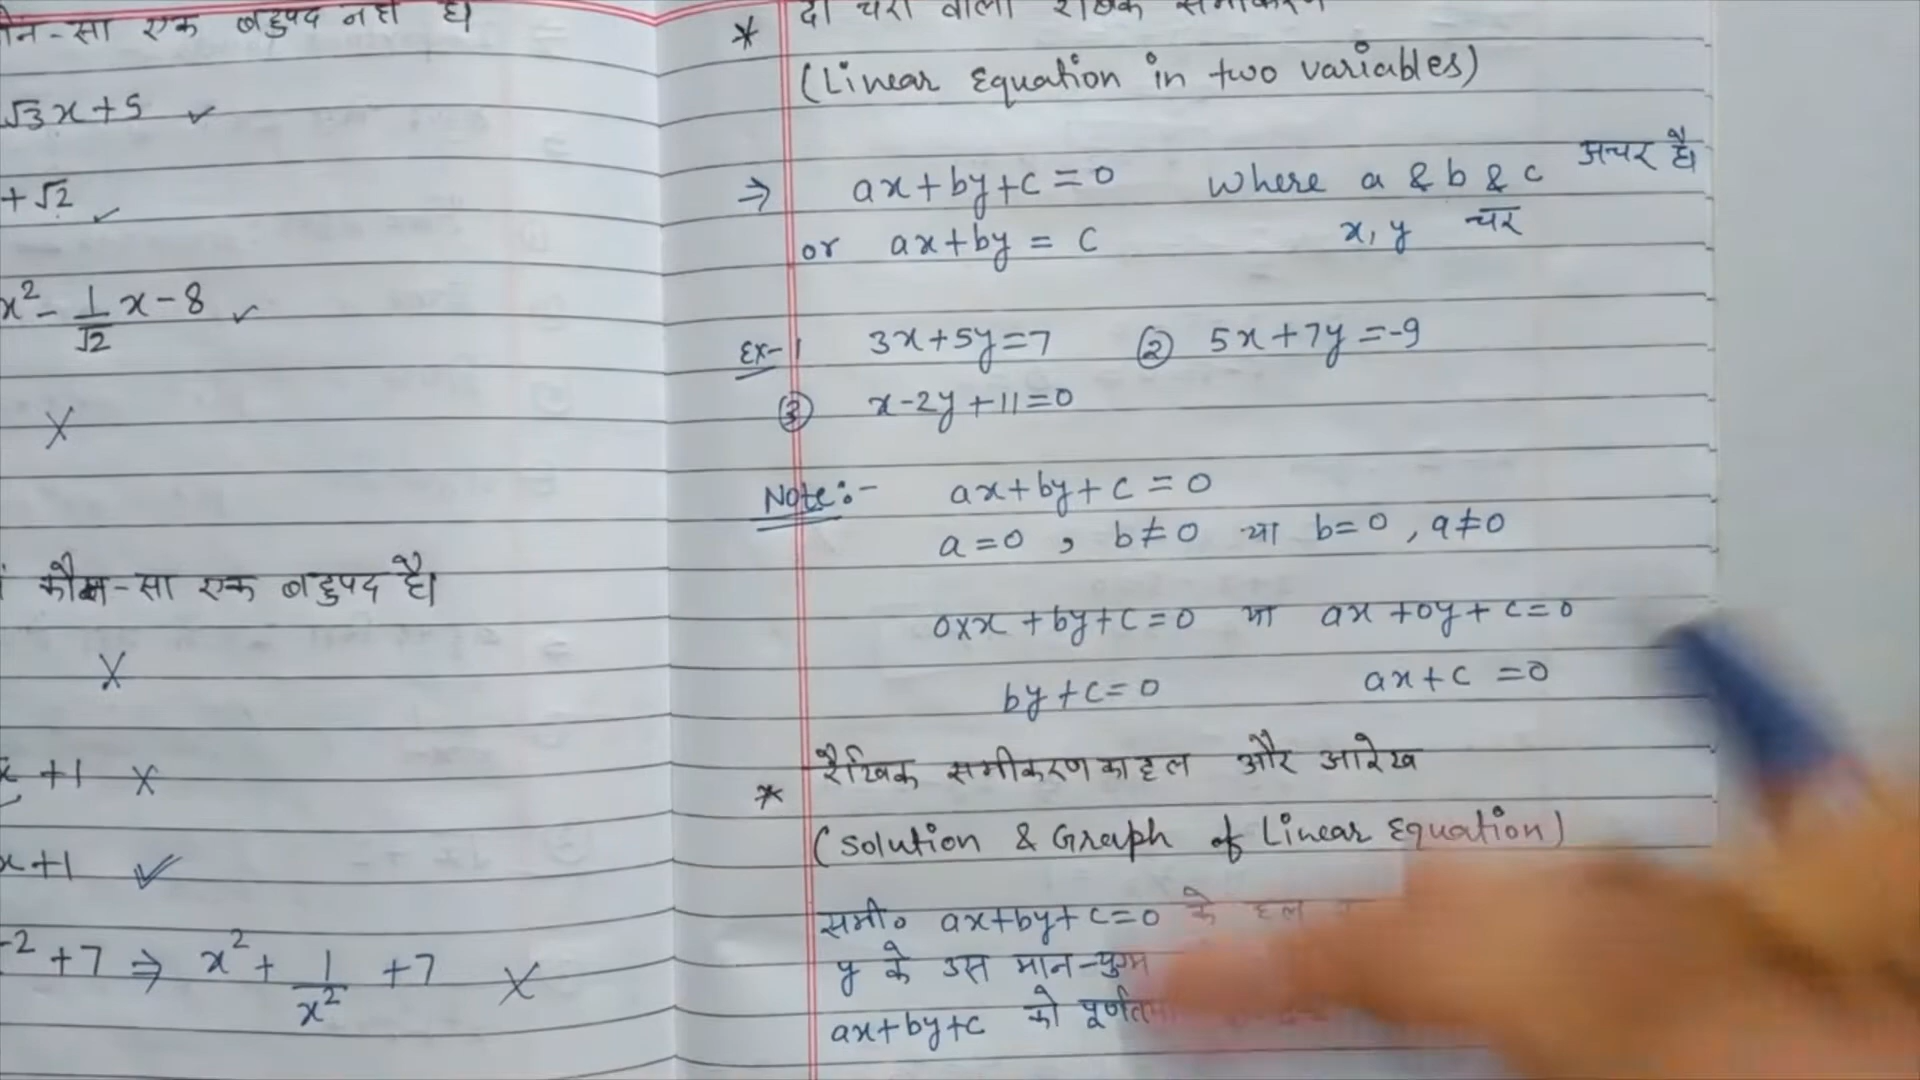 एक बहुपद नहीं है।
√3x+5 ✓
+√2 ✓
x² - 1/√2 x - 8 ✓
X
कौन-सा एक बहुपद है।
X
+1 X
x+1 ✓
-2 +7 ⇒ x² + 1/x² + 7 X
* दो चरों वाला रैखिक समीकरण
(Linear Equation in two variables)
⇒ ax+by+c=0 Where a & b & c अचर है।
or ax+by = c x, y चर
Ex-1 3x+5y=7 ② 5x+7y=-9
③ x-2y+11=0
Note:- ax+by+c=0
a=0, b≠0 या b=0, a≠0
0×x+by+c=0 या ax+0y+c=0
by+c=0 ax+c=0
* रैखिक समीकरण का हल और आरेख
(Solution & Graph of Linear Equation)
समी० ax+by+c=0 के हल
y के उस मान-युग्म
ax+by+c को